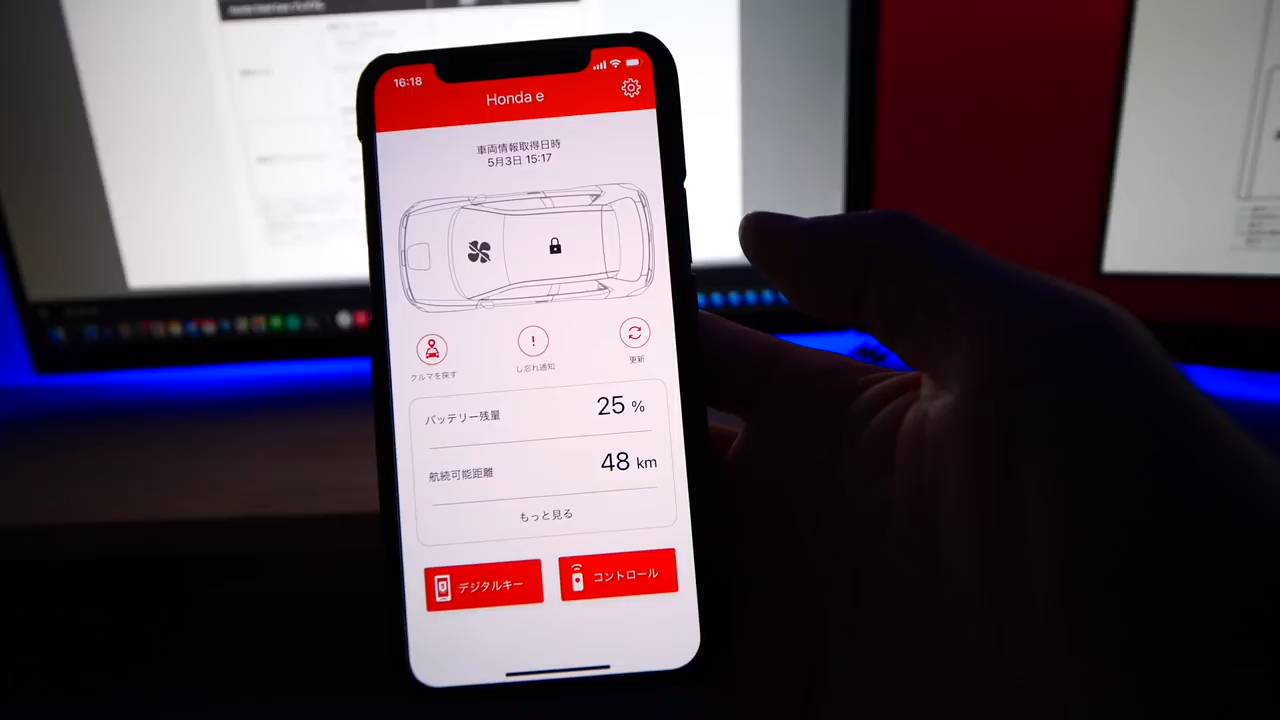 16:18
Honda e
車両情報取得日時
5月3日 15:17
クルマを探す
し忘れ通知
更新
バッテリー残量
25 %
航続可能距離
48 km
もっと見る
デジタルキー
コントロール